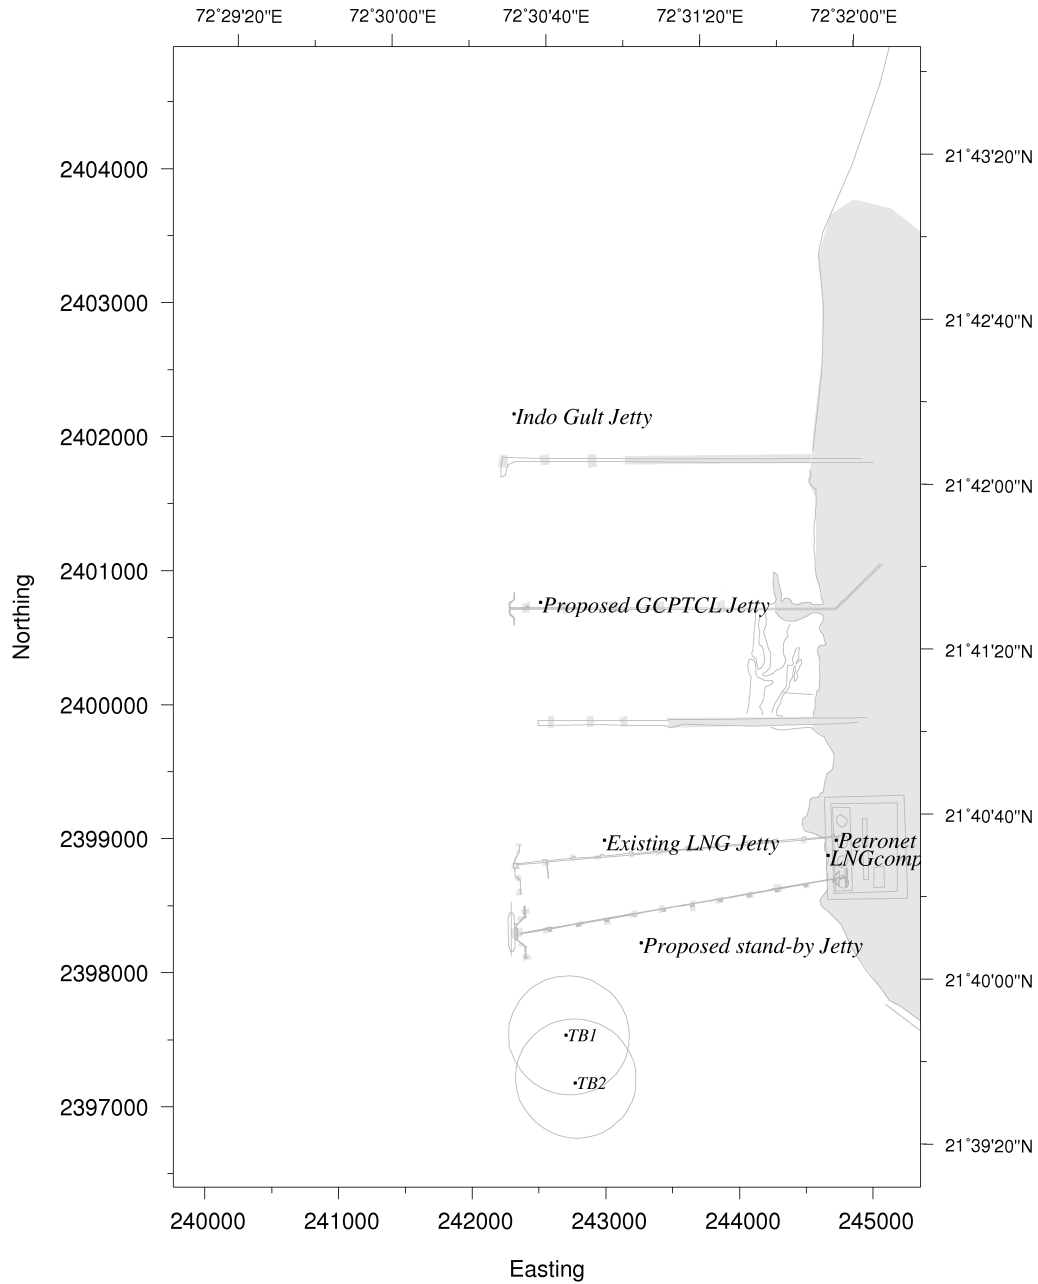 72˚29'20"E 72˚30'00"E 72˚30'40"E 72˚31'20"E 72˚32'00"E
2404000
21˚43'20"N
2403000
21˚42'40"N
Indo Gult Jetty
2402000
21˚42'00"N
2401000
Proposed GCPTCL Jetty
Northing
21˚41'20"N
2400000
21˚40'40"N
2399000
Existing LNG Jetty
Petronet
LNGcomp
Proposed stand-by Jetty
2398000
21˚40'00"N
TB1
TB2
2397000
21˚39'20"N
240000 241000 242000 243000 244000 245000
Easting